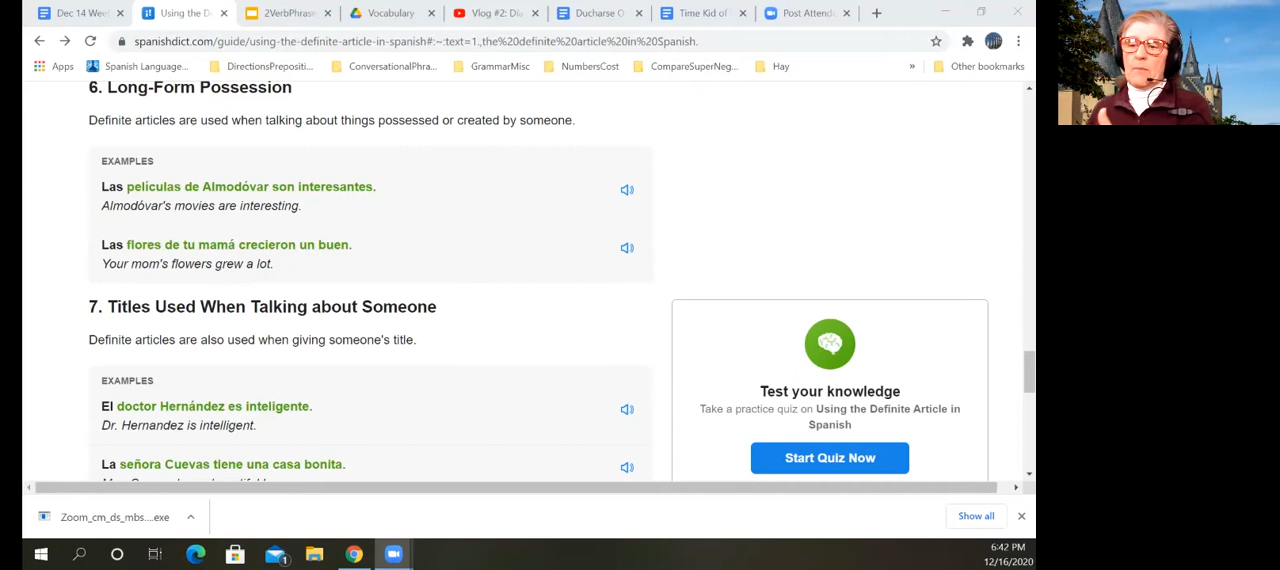 Dec 14 Week
Using the De
2VerbPhrase
Vocabulary
Vlog #2: Día
Ducharse O
Time Kid of T
Post Attend
spanishdict.com/guide/using-the-definite-article-in-spanish#:~:text=1.,the%20definite%20article%20in%20Spanish.
Apps
Spanish Language...
DirectionsPrepositi...
ConversationalPhra...
GrammarMisc
NumbersCost
CompareSuperNeg...
Hay
»
Other bookmarks
6. Long-Form Possession
Definite articles are used when talking about things possessed or created by someone.
EXAMPLES
Las películas de Almodóvar son interesantes.
Almodóvar's movies are interesting.
Las flores de tu mamá crecieron un buen.
Your mom's flowers grew a lot.
7. Titles Used When Talking about Someone
Definite articles are also used when giving someone's title.
EXAMPLES
El doctor Hernández es inteligente.
Dr. Hernandez is intelligent.
La señora Cuevas tiene una casa bonita.
Test your knowledge
Take a practice quiz on Using the Definite Article in
Spanish
Start Quiz Now
Zoom_cm_ds_mbs....exe
Show all
1
6:42 PM
12/16/2020